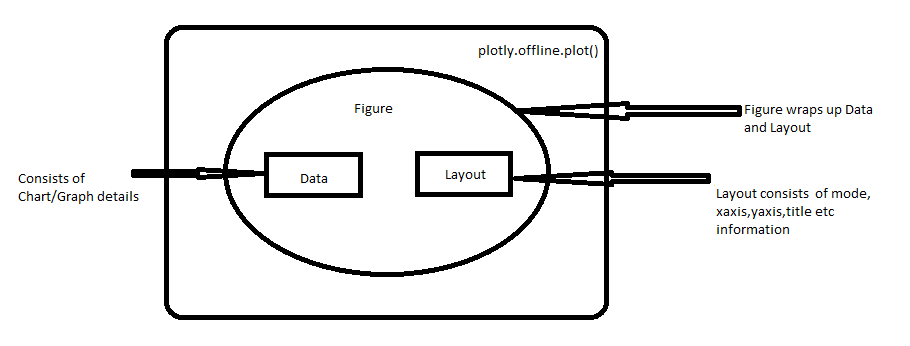 plotly.offline.plot()
Figure
Figure wraps up Data
and Layout
Data
Layout
Consists of
Chart/Graph details
Layout consists  of mode,
xaxis,yaxis,title etc
information